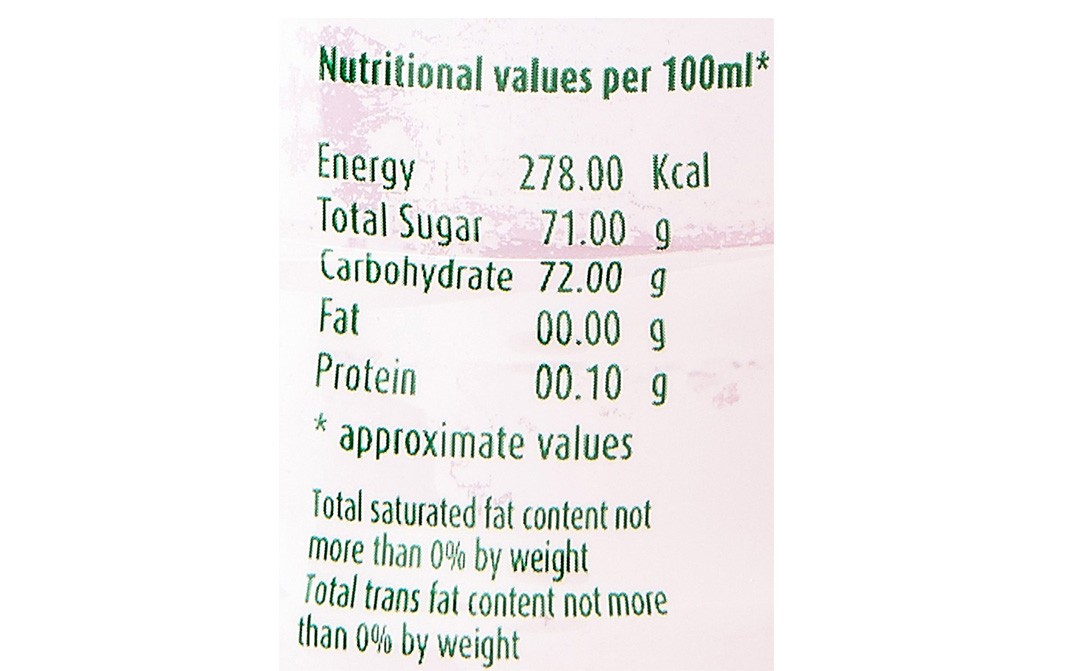 Nutritional values per 100ml*
Energy 278.00 Kcal
Total Sugar 71.00 g
Carbohydrate 72.00 g
Fat 00.00 g
Protein 00.10 g
* approximate values
Total saturated fat content not
more than 0% by weight
Total trans fat content not more
than 0% by weight